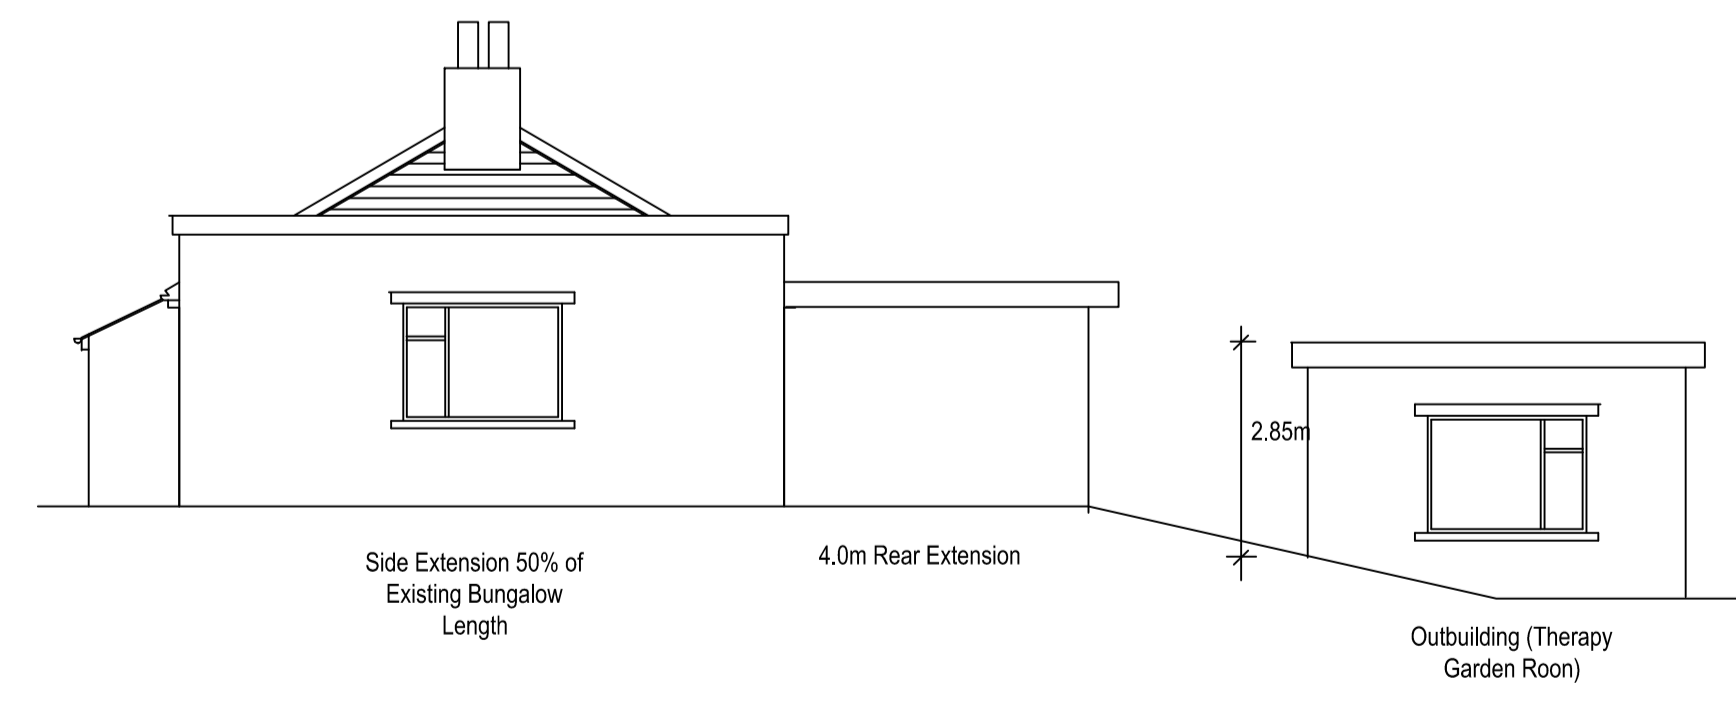 2.85m
Side Extension 50% of
Existing Bungalow
Length
4.0m Rear Extension
Outbuilding (Therapy
Garden Roon)